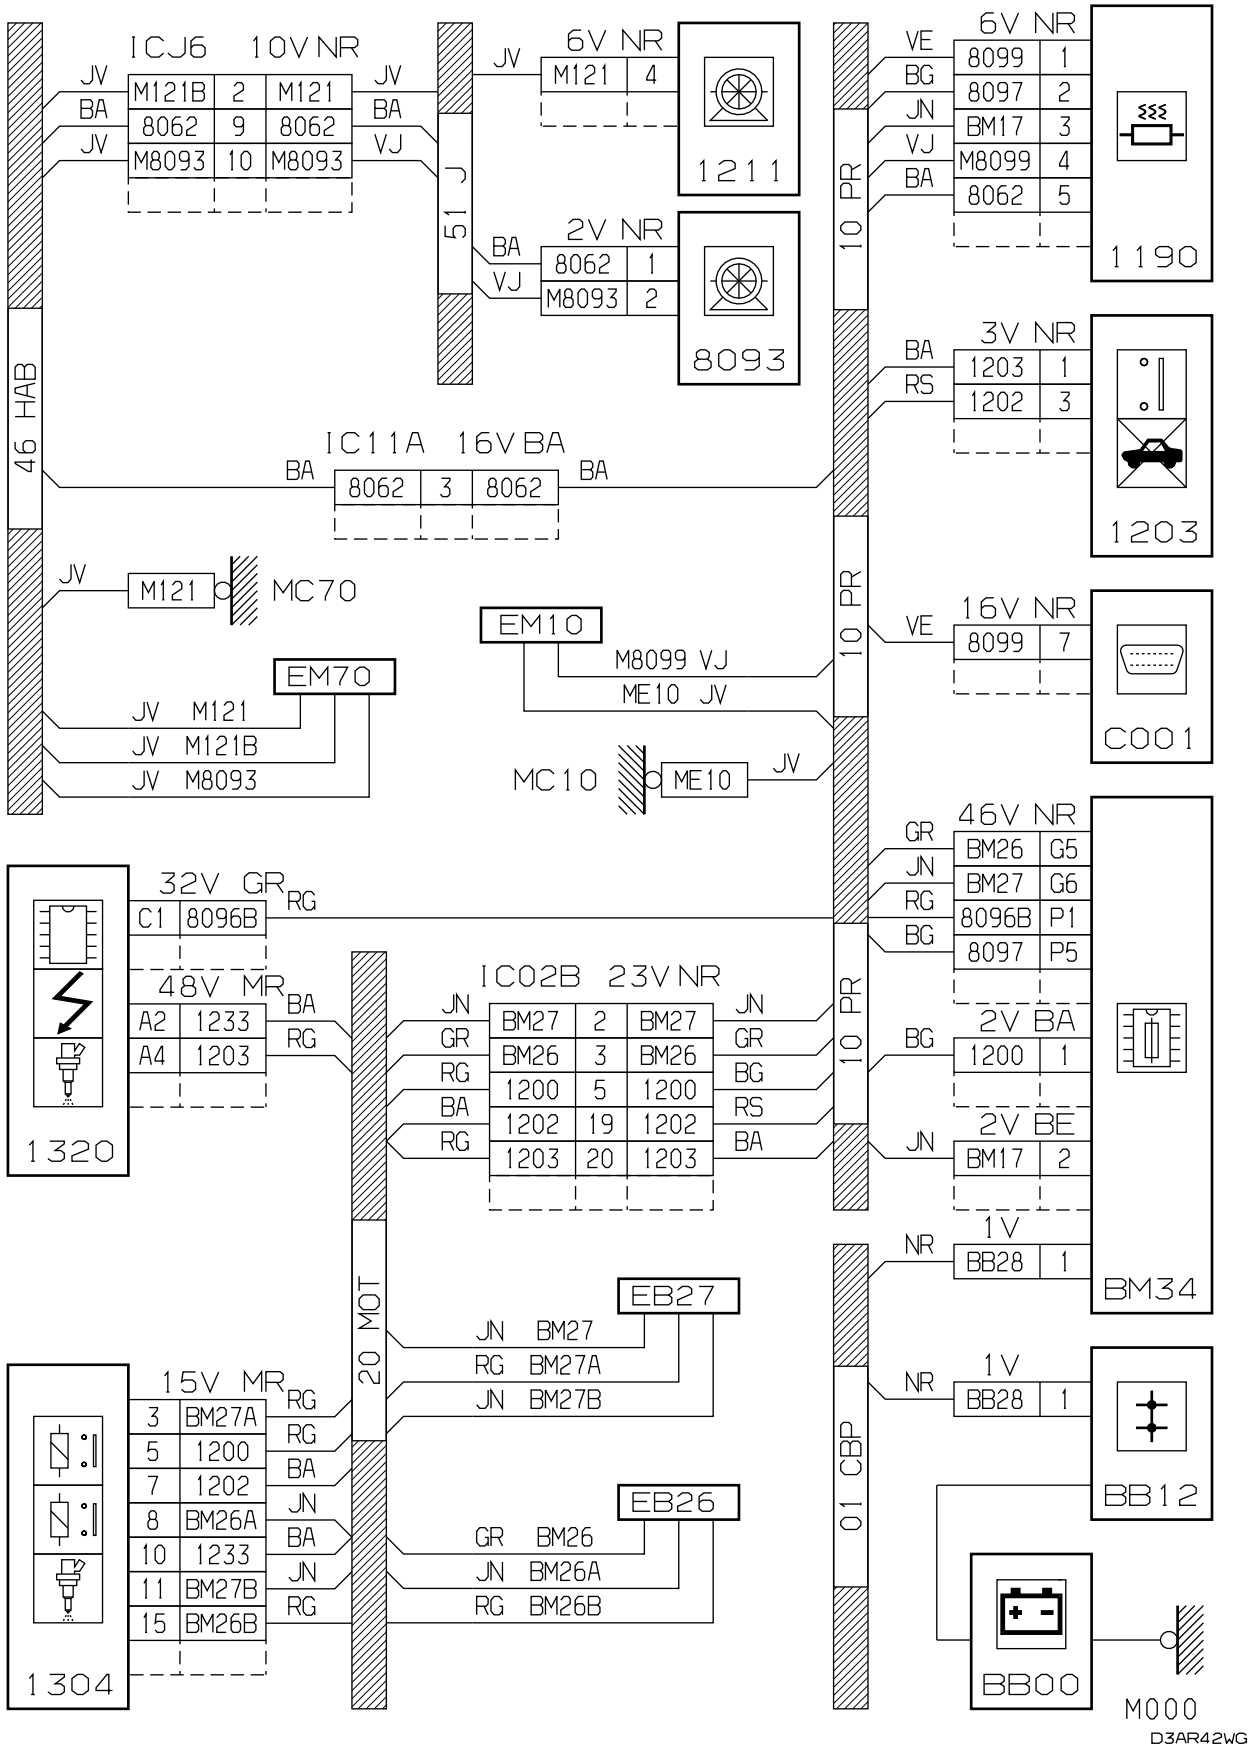 ICJ6 10V NR
JV M121B 2 M121 JV
BA 8062 9 8062 BA
JV M8093 10 M8093 VJ
46 HAB
51 J
6V NR
JV M121 4
1211
2V NR
BA 8062 1
VJ M8093 2
8093
10 PR
6V NR
VE 8099 1
BG 8097 2
JN BM17 3
VJ M8099 4
BA 8062 5
1190
3V NR
BA 1203 1
RS 1202 3
1203
IC11A 16V BA
BA 8062 3 8062 BA
JV M121 MC70
EM70
JV M121
JV M121B
JV M8093
EM10
M8099 VJ
ME10 JV
MC10 ME10 JV
10 PR
16V NR
VE 8099 7
C001
46V NR
GR BM26 G5
JN BM27 G6
RG 8096B P1
BG 8097 P5
2V BA
BG 1200 1
2V BE
JN BM17 2
1V
NR BB28 1
BM34
32V GR
C1 8096B RG
48V MR
A2 1233 BA
A4 1203 RG
1320
IC02B 23V NR
JN BM27 2 BM27 JN
GR BM26 3 BM26 GR
RG 1200 5 1200 BG
BA 1202 19 1202 RS
RG 1203 20 1203 BA
10 PR
20 MOT
EB27
JN BM27
RG BM27A
JN BM27B
15V MR
3 BM27A RG
5 1200 RG
7 1202 BA
8 BM26A JN
10 1233 BA
11 BM27B JN
15 BM26B RG
1304
EB26
GR BM26
JN BM26A
RG BM26B
01 CBP
1V
NR BB28 1
BB12
BB00
M000
D3AR42WG